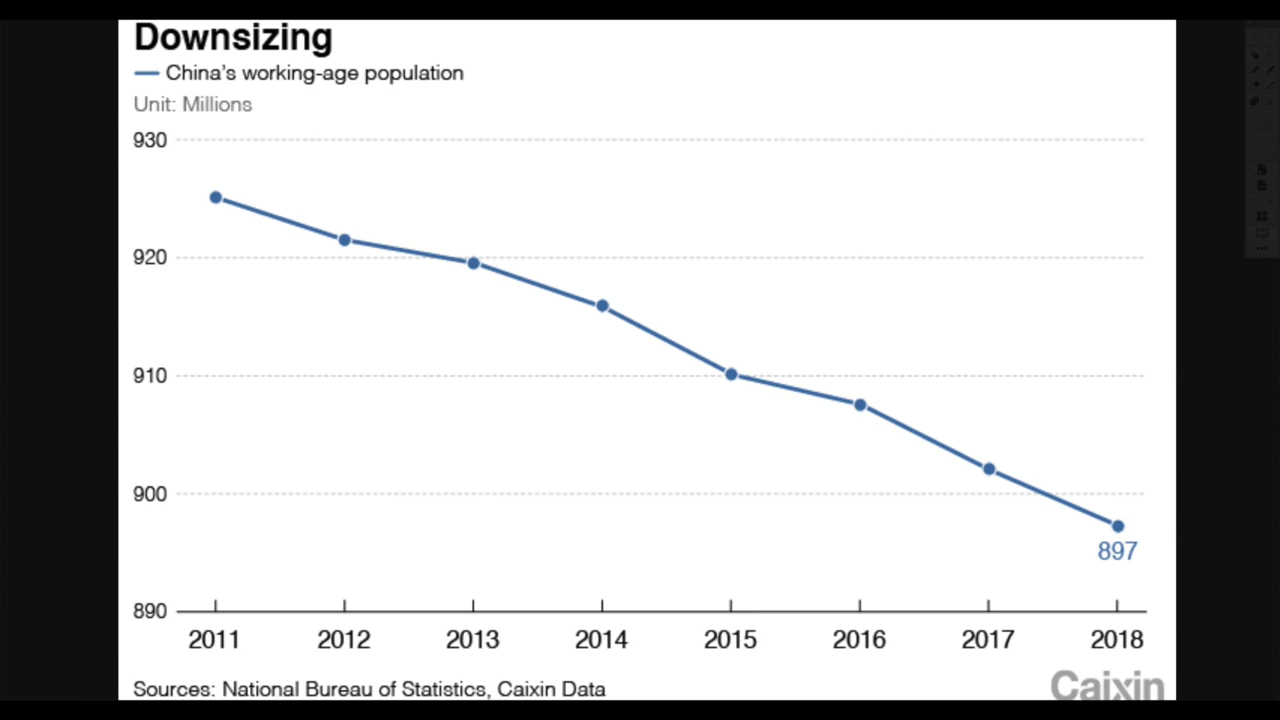 Downsizing
China's working-age population
Unit: Millions
930
920
910
900
890
897
2011 2012 2013 2014 2015 2016 2017 2018
Sources: National Bureau of Statistics, Caixin Data
Caixin